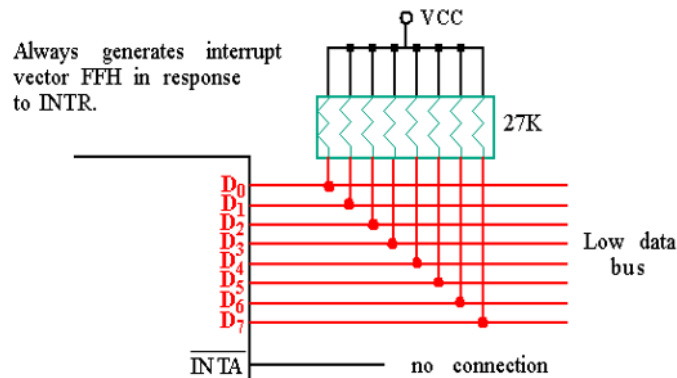 VCC
Always generates interrupt
vector FFH in response
to INTR.
27K
D0
D1
D2
D3
D4
D5
D6
D7
Low data
bus
INTA
no connection